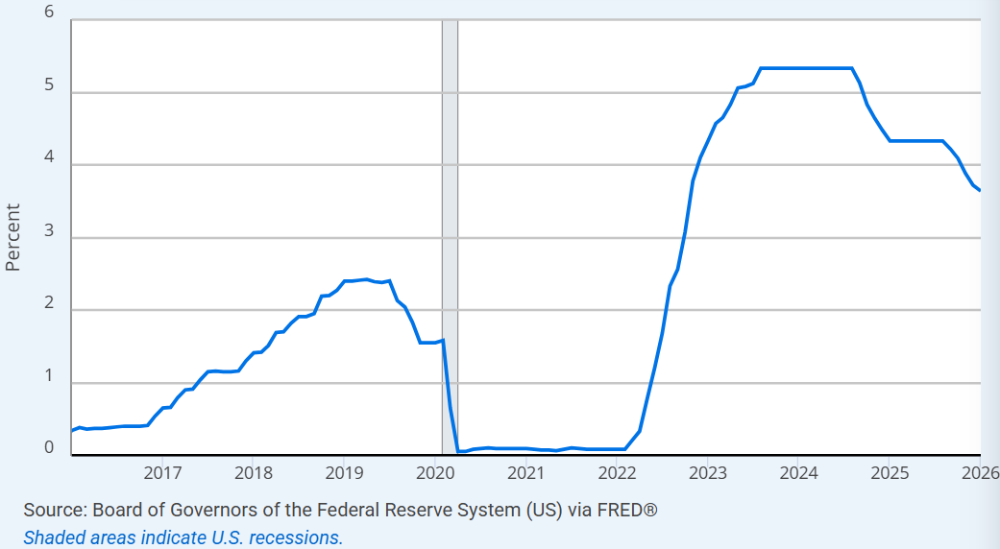 6
5
4
3
2
1
0
Percent
2017 2018 2019 2020 2021 2022 2023 2024 2025 2026
Source: Board of Governors of the Federal Reserve System (US) via FRED®
Shaded areas indicate U.S. recessions.